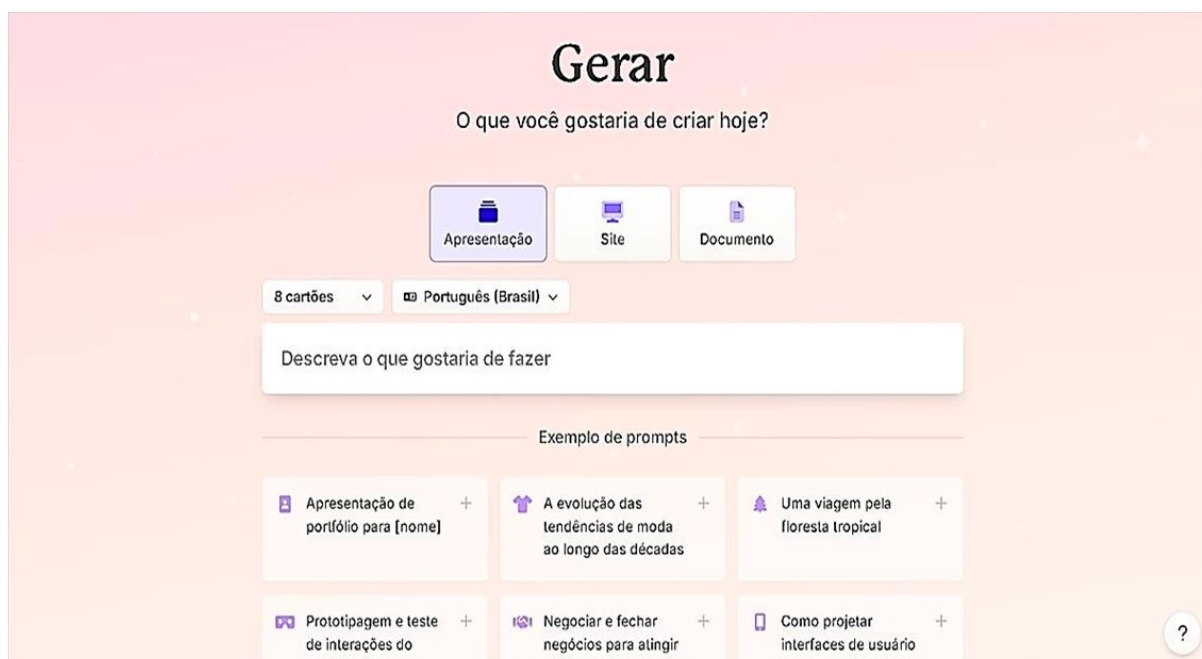 Gerar
O que você gostaria de criar hoje?
Apresentação
Site
Documento
8 cartões
Português (Brasil)
Descreva o que gostaria de fazer
Exemplo de prompts
Apresentação de
portfólio para [nome]
A evolução das
tendências de moda
ao longo das décadas
Uma viagem pela
floresta tropical
Prototipagem e teste
de interações do
Negociar e fechar
negócios para atingir
Como projetar
interfaces de usuário
?